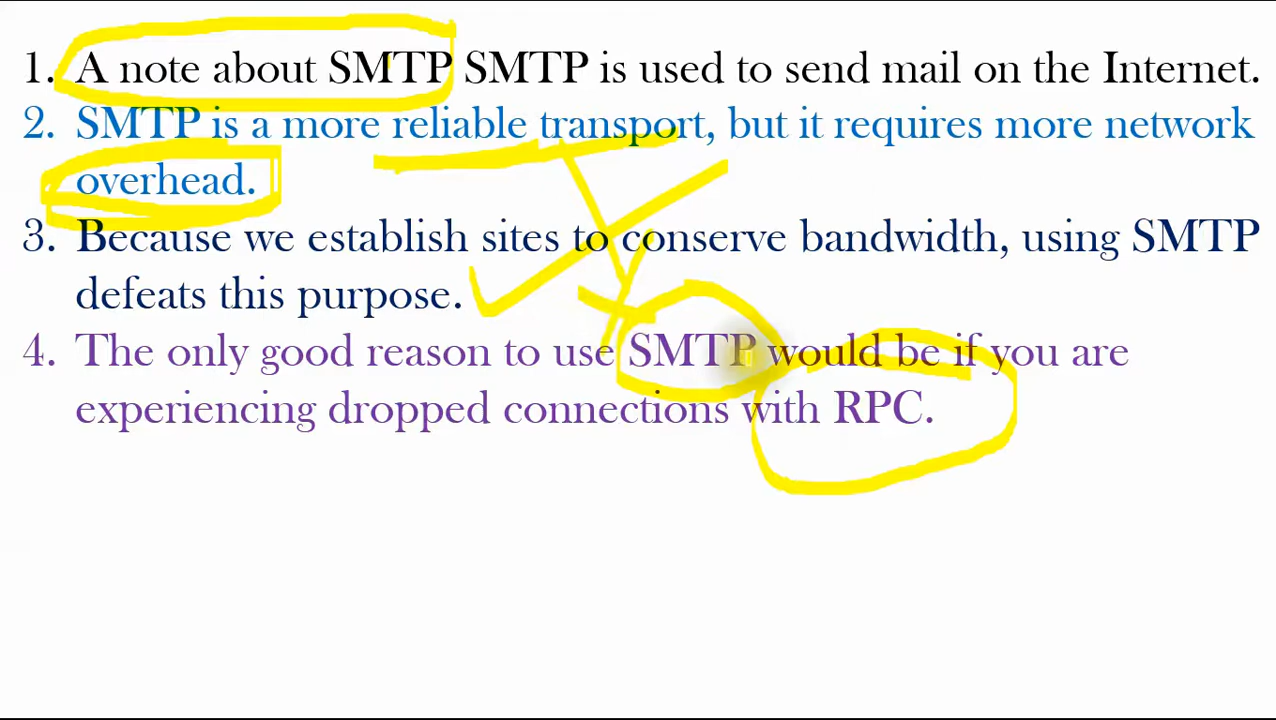 1. A note about SMTP SMTP is used to send mail on the Internet.
2. SMTP is a more reliable transport, but it requires more network
overhead.
3. Because we establish sites to conserve bandwidth, using SMTP
defeats this purpose.
4. The only good reason to use SMTP would be if you are
experiencing dropped connections with RPC.